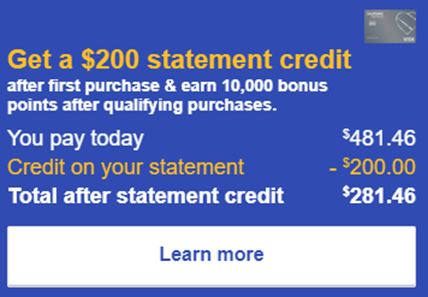 Get a $200 statement credit
after first purchase & earn 10,000 bonus
points after qualifying purchases.
You pay today $481.46
Credit on your statement - $200.00
Total after statement credit $281.46
Learn more